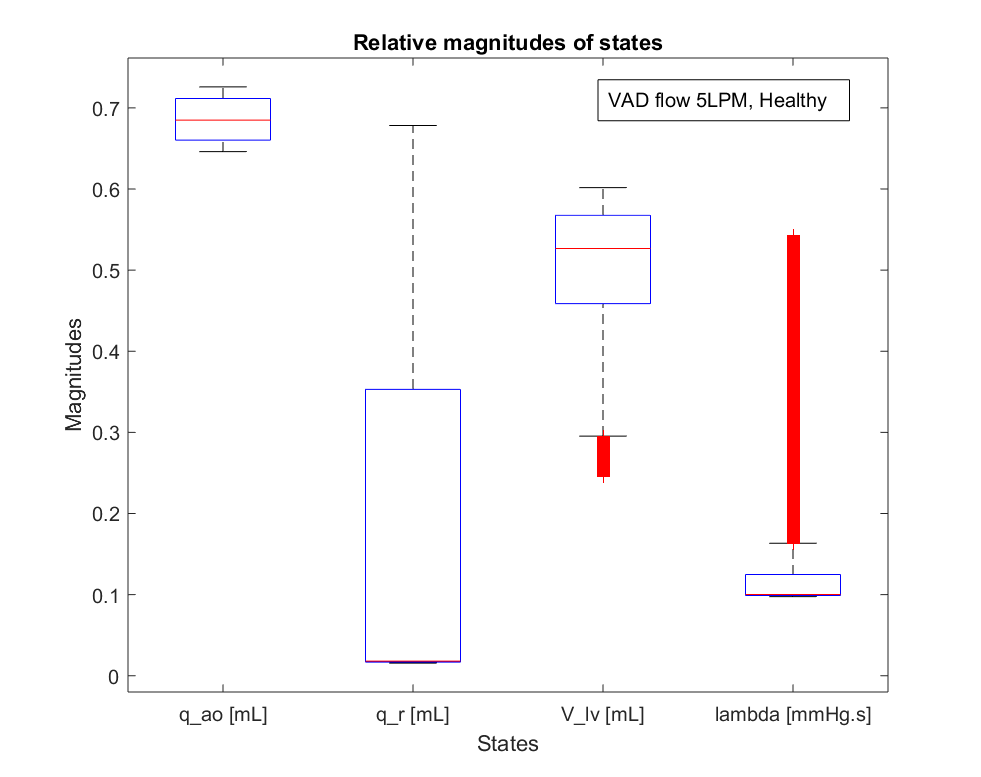 Relative magnitudes of states
VAD flow 5LPM, Healthy
0.7
0.6
0.5
0.4
0.3
0.2
0.1
0
Magnitudes
q_ao [mL] q_r [mL] V_lv [mL] lambda [mmHg.s]
States